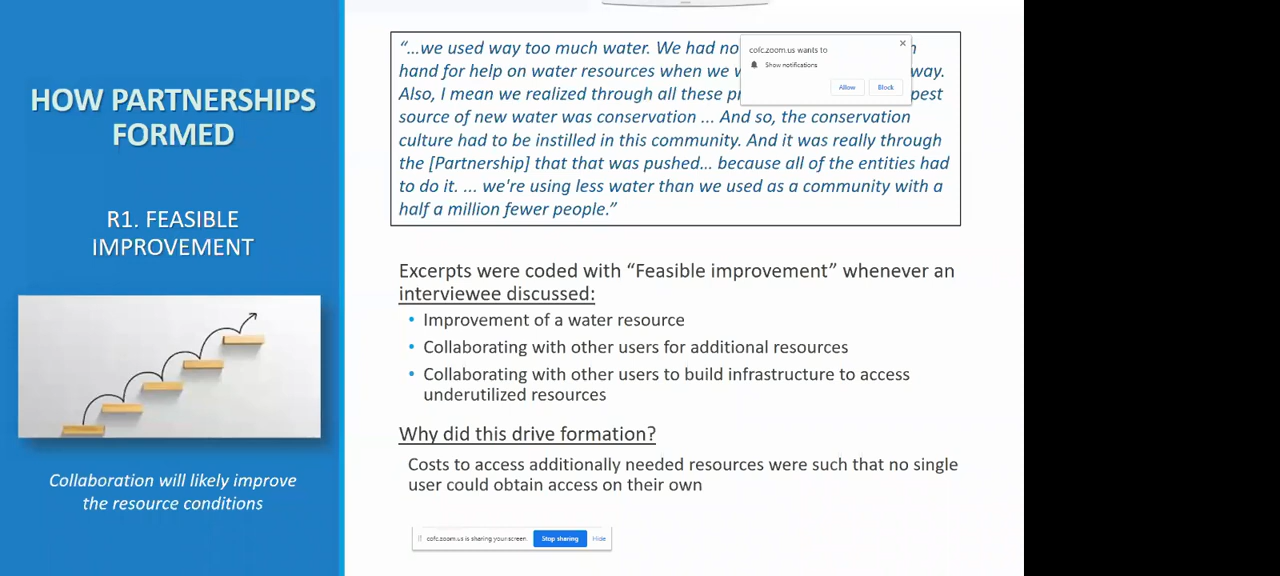 HOW PARTNERSHIPS
FORMED
R1. FEASIBLE
IMPROVEMENT
Collaboration will likely improve
the resource conditions
“…we used way too much water. We had no
hand for help on water resources when we way.
Also, I mean we realized through all these
source of new water was conservation ... And so, the conservation
culture had to be instilled in this community. And it was really through
the [Partnership] that that was pushed… because all of the entities had
to do it. ... we're using less water than we used as a community with a
half a million fewer people.”
cofc.zoom.us wants to
Show notifications
Allow Block
Excerpts were coded with “Feasible improvement” whenever an
interviewee discussed:
• Improvement of a water resource
• Collaborating with other users for additional resources
• Collaborating with other users to build infrastructure to access
underutilized resources
Why did this drive formation?
Costs to access additionally needed resources were such that no single
user could obtain access on their own
cofc.zoom.us is sharing your screen. Stop sharing Hide